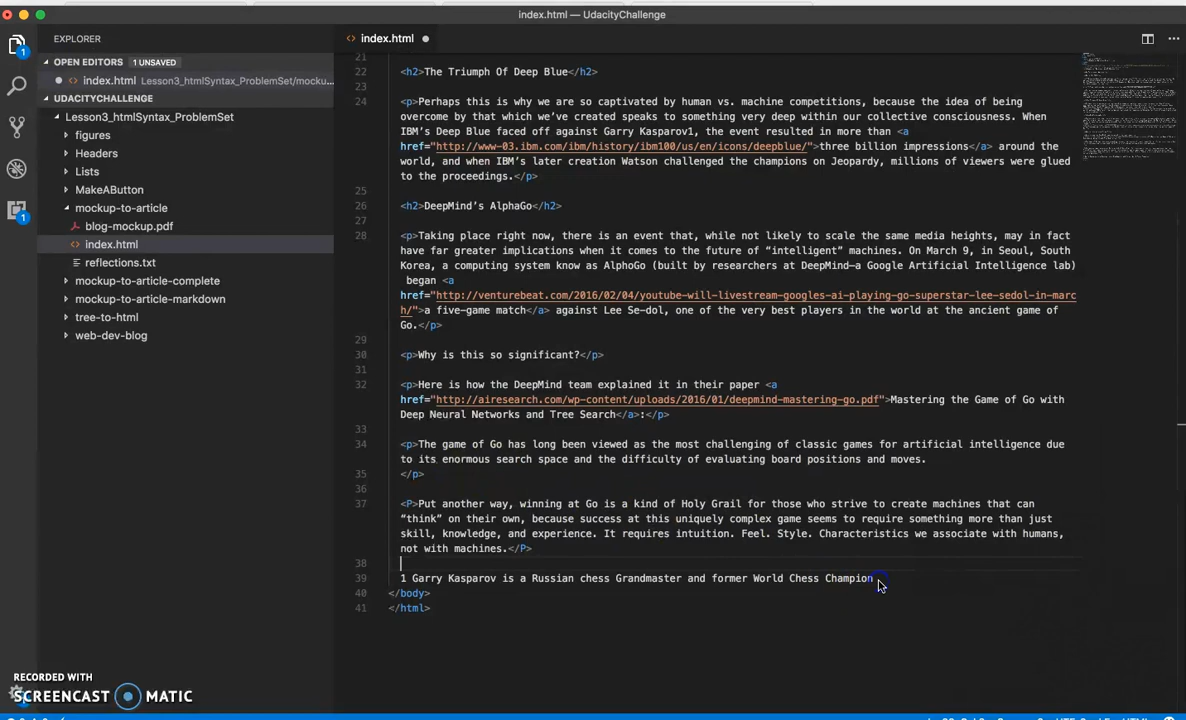 index.html — UdacityChallenge
EXPLORER
index.html
OPEN EDITORS 1 UNSAVED
index.html Lesson3_htmlSyntax_ProblemSet/mocku...
UDACITYCHALLENGE
Lesson3_htmlSyntax_ProblemSet
figures
Headers
Lists
MakeAButton
mockup-to-article
blog-mockup.pdf
index.html
reflections.txt
mockup-to-article-complete
mockup-to-article-markdown
tree-to-html
web-dev-blog
1
1
21
22 <h2>The Triumph Of Deep Blue</h2>
23
24 <p>Perhaps this is why we are so captivated by human vs. machine competitions, because the idea of being
overcome by that which we’ve created speaks to something very deep within our collective consciousness. When
IBM’s Deep Blue faced off against Garry Kasparov1, the event resulted in more than <a
href="http://www-03.ibm.com/ibm/history/ibm100/us/en/icons/deepblue/">three billion impressions</a> around the
world, and when IBM’s later creation Watson challenged the champions on Jeopardy, millions of viewers were glued
to the proceedings.</p>
25
26 <h2>DeepMind’s AlphaGo</h2>
27
28 <p>Taking place right now, there is an event that, while not likely to scale the same media heights, may in fact
have far greater implications when it comes to the future of “intelligent” machines. On March 9, in Seoul, South
Korea, a computing system know as AlphoGo (built by researchers at DeepMind—a Google Artificial Intelligence lab)
began <a
href="http://venturebeat.com/2016/02/04/youtube-will-livestream-googles-ai-playing-go-superstar-lee-sedol-in-marc
h/">a five-game match</a> against Lee Se-dol, one of the very best players in the world at the ancient game of
Go.</p>
29
30 <p>Why is this so significant?</p>
31
32 <p>Here is how the DeepMind team explained it in their paper <a
href="http://airesearch.com/wp-content/uploads/2016/01/deepmind-mastering-go.pdf">Mastering the Game of Go with
Deep Neural Networks and Tree Search</a>:</p>
33
34 <p>The game of Go has long been viewed as the most challenging of classic games for artificial intelligence due
to its enormous search space and the difficulty of evaluating board positions and moves.
35 </p>
36
37 <P>Put another way, winning at Go is a kind of Holy Grail for those who strive to create machines that can
“think” on their own, because success at this uniquely complex game seems to require something more than just
skill, knowledge, and experience. It requires intuition. Feel. Style. Characteristics we associate with humans,
not with machines.</P>
38
39 1 Garry Kasparov is a Russian chess Grandmaster and former World Chess Champion
40 </body>
41 </html>
RECORDED WITH
SCREENCAST MATIC